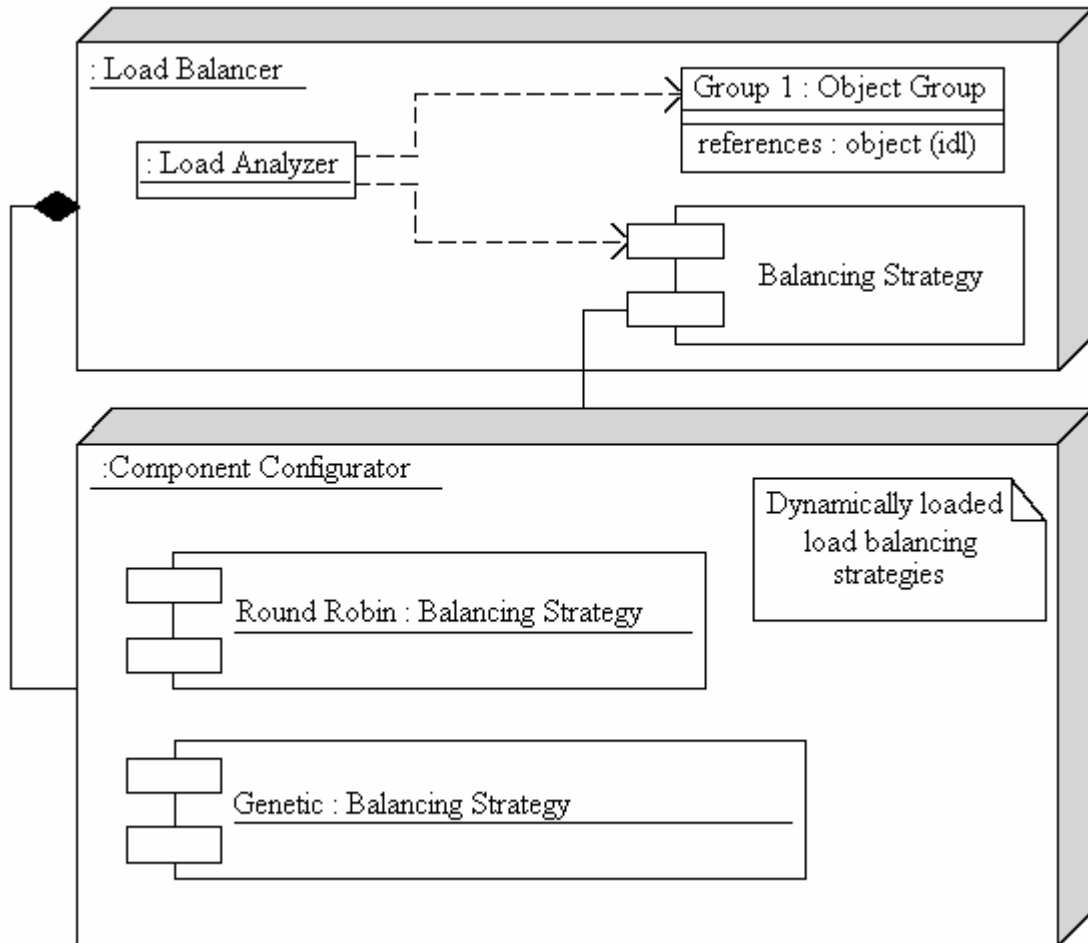 : Load Balancer
Group 1 : Object Group
references : object (idl)
: Load Analyzer
Balancing Strategy
:Component Configurator
Dynamically loaded
load balancing
strategies
Round Robin : Balancing Strategy
Genetic : Balancing Strategy